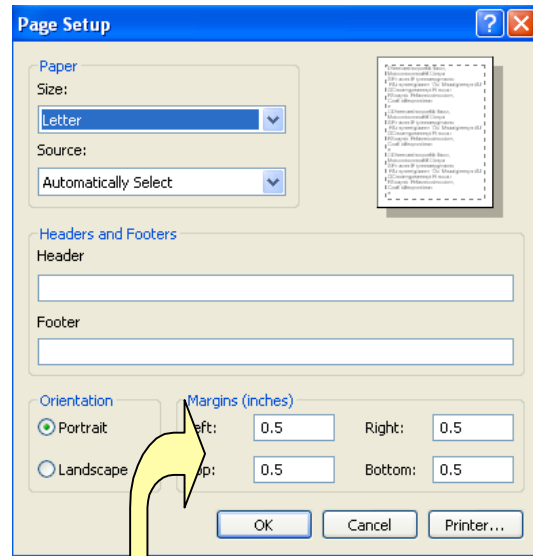 Page Setup
Paper
Size:
Letter
Source:
Automatically Select
Headers and Footers
Header
Footer
Orientation
Margins (inches)
Portrait
eft:
0.5
Right:
0.5
Landscape
op:
0.5
Bottom:
0.5
OK
Cancel
Printer...